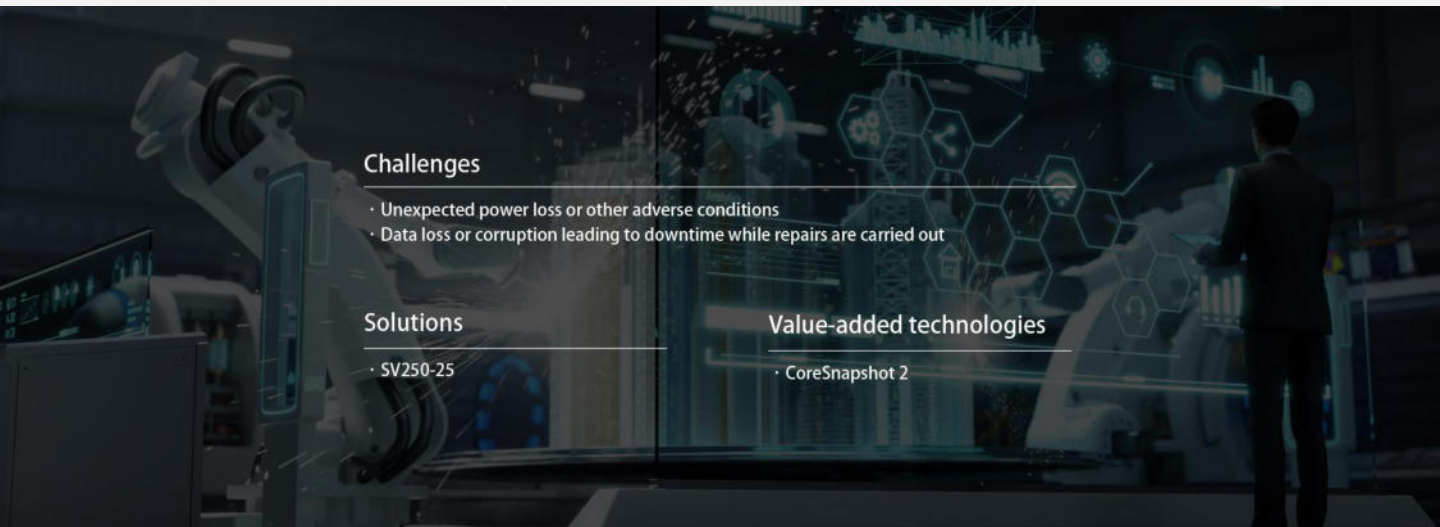 Challenges
· Unexpected power loss or other adverse conditions
· Data loss or corruption leading to downtime while repairs are carried out
Solutions
· SV250-25
Value-added technologies
· CoreSnapshot 2